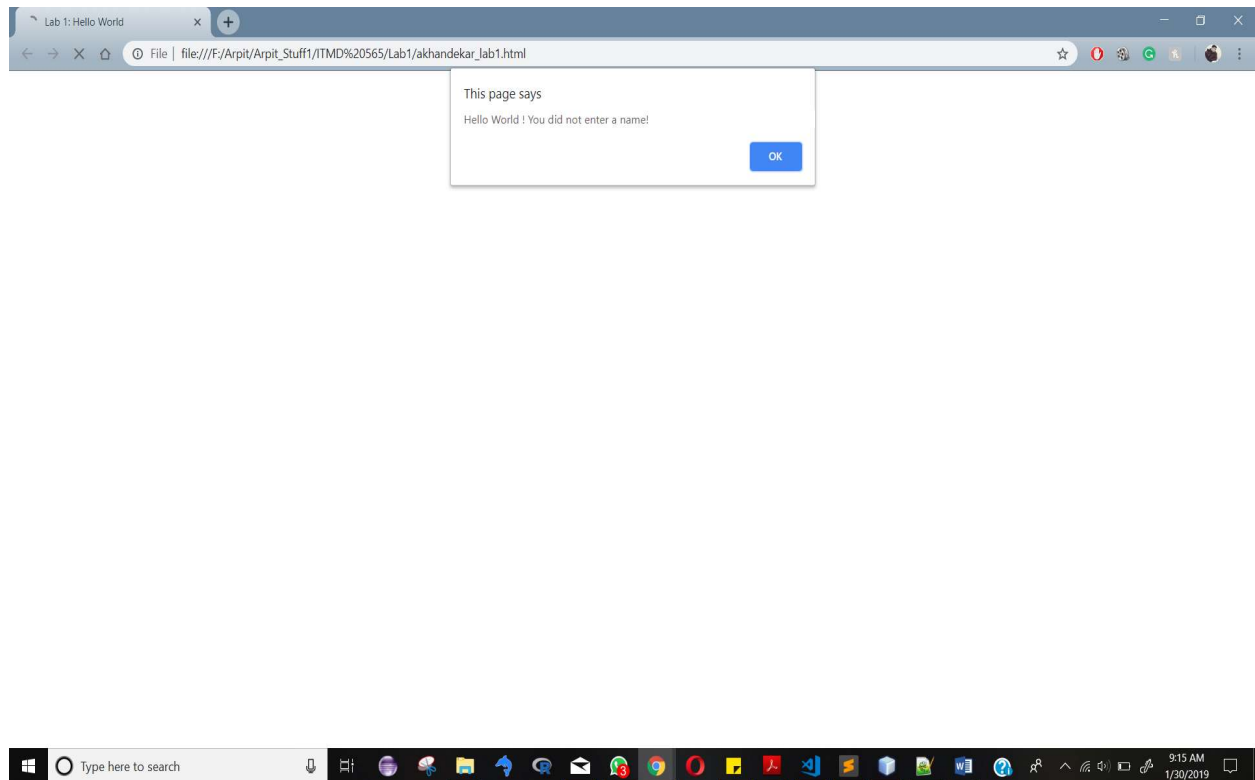 Lab 1: Hello World
File | file:///F:/Arpit/Arpit_Stuff1/ITMD%20565/Lab1/akhandekar_lab1.html
This page says
Hello World ! You did not enter a name!
OK
Type here to search
3
9:15 AM
1/30/2019